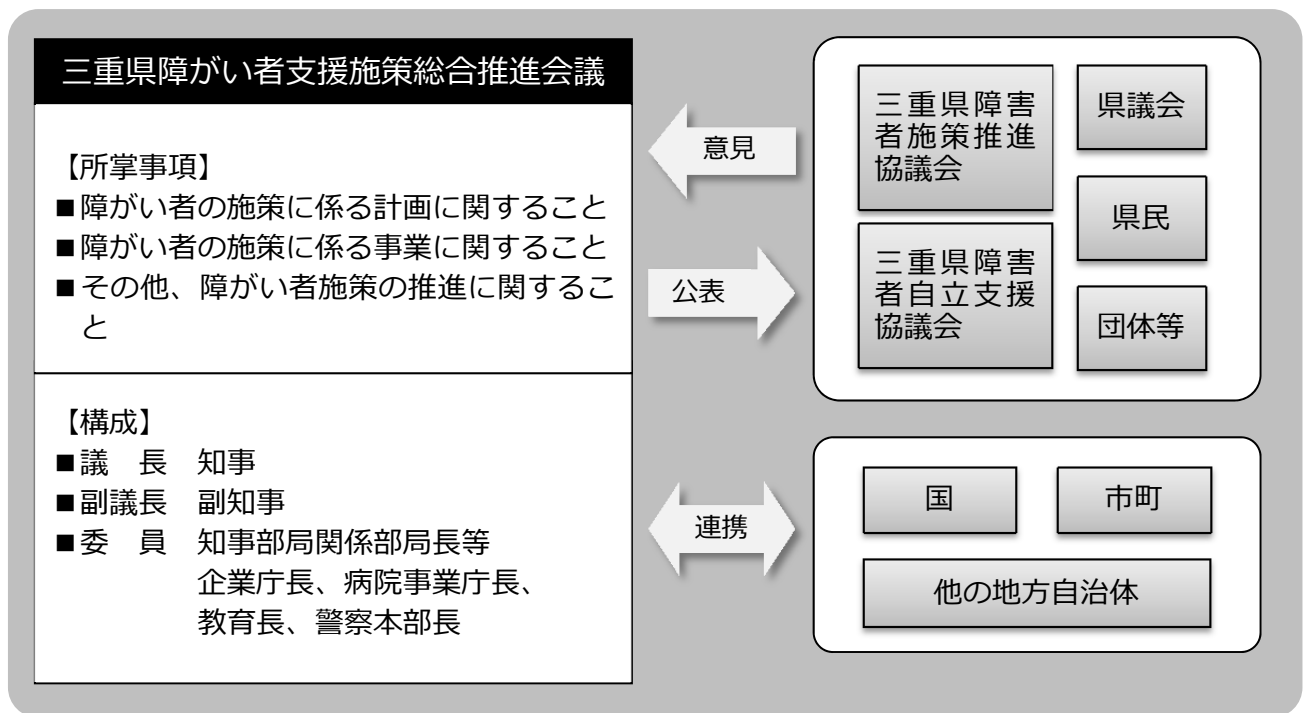 三重県障がい者支援施策総合推進会議
【所掌事項】
■障がい者の施策に係る計画に関すること
■障がい者の施策に係る事業に関すること
■その他、障がい者施策の推進に関するこ
と
【構成】
■議　長　知事
■副議長　副知事
■委　員　知事部局関係部局長等
企業庁長、病院事業庁長、
教育長、警察本部長
意見
公表
連携
三重県障害
者施策推進
協議会
三重県障害
者自立支援
協議会
県議会
県民
団体等
国
市町
他の地方自治体